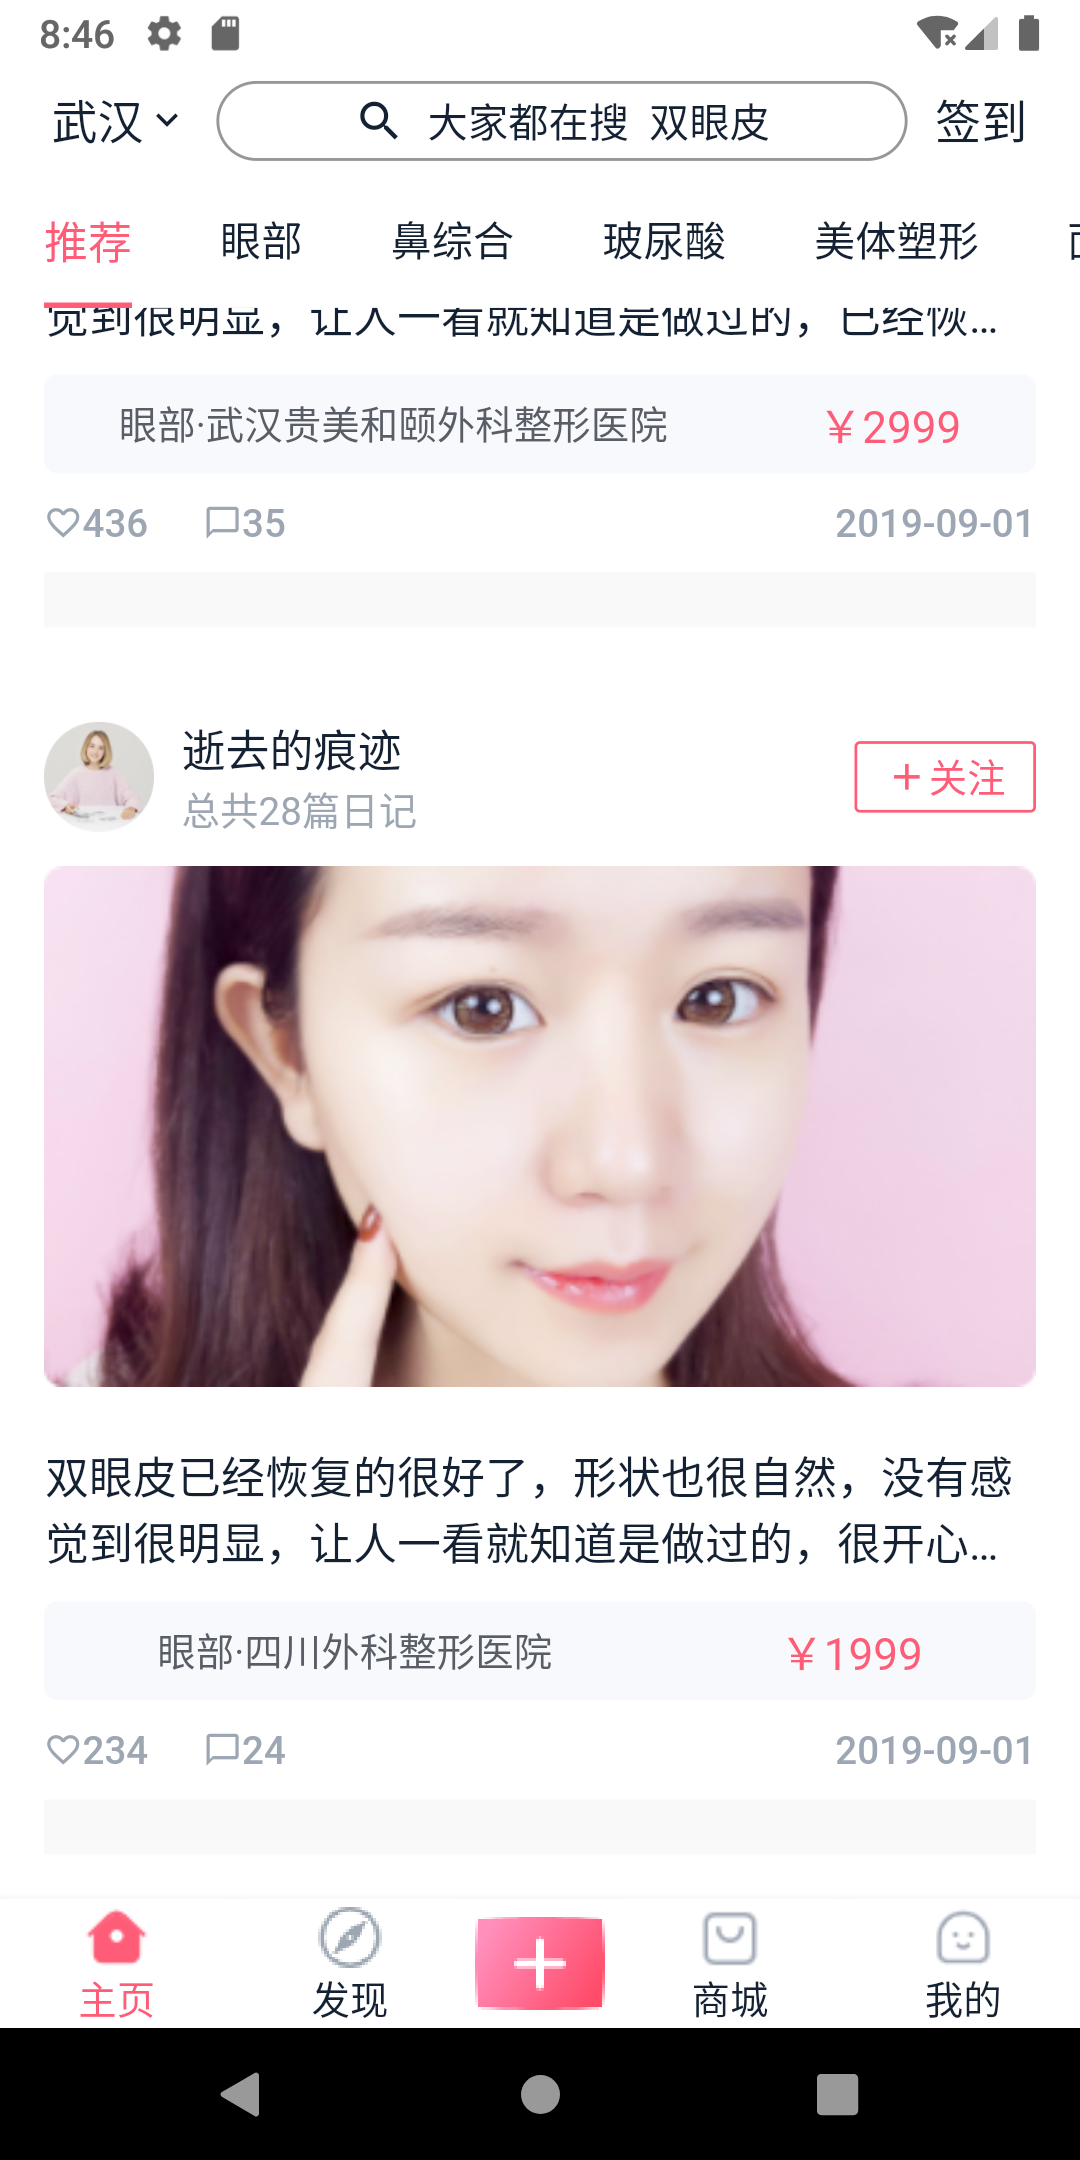 8:46
武汉
大家都在搜 双眼皮
签到
推荐
眼部
鼻综合
玻尿酸
美体塑形
觉到很明显，让人一看就知道是做过的，已经恢...
眼部·武汉贵美和颐外科整形医院
￥2999
436
35
2019-09-01
逝去的痕迹
总共28篇日记
+关注
双眼皮已经恢复的很好了，形状也很自然，没有感
觉到很明显，让人一看就知道是做过的，很开心...
眼部·四川外科整形医院
￥1999
234
24
2019-09-01
主页
发现
商城
我的